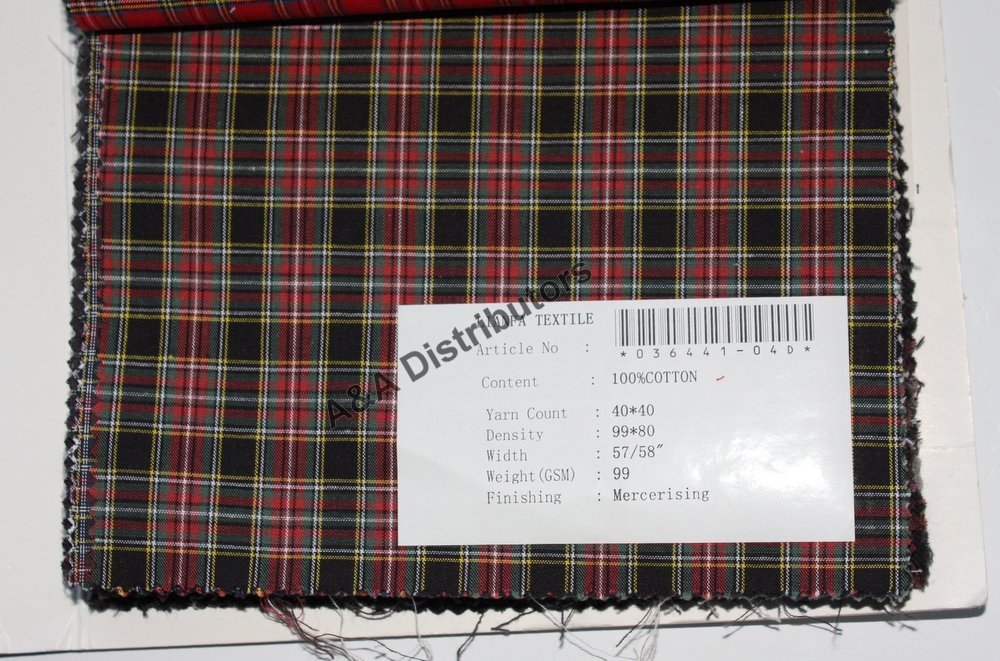 TEXTILE
Article No :
*036441-04D*
Content : 100%COTTON
Yarn Count : 40*40
Density : 99*80
Width : 57/58″
Weight(GSM) : 99
Finishing : Mercerising
A&A Distributors